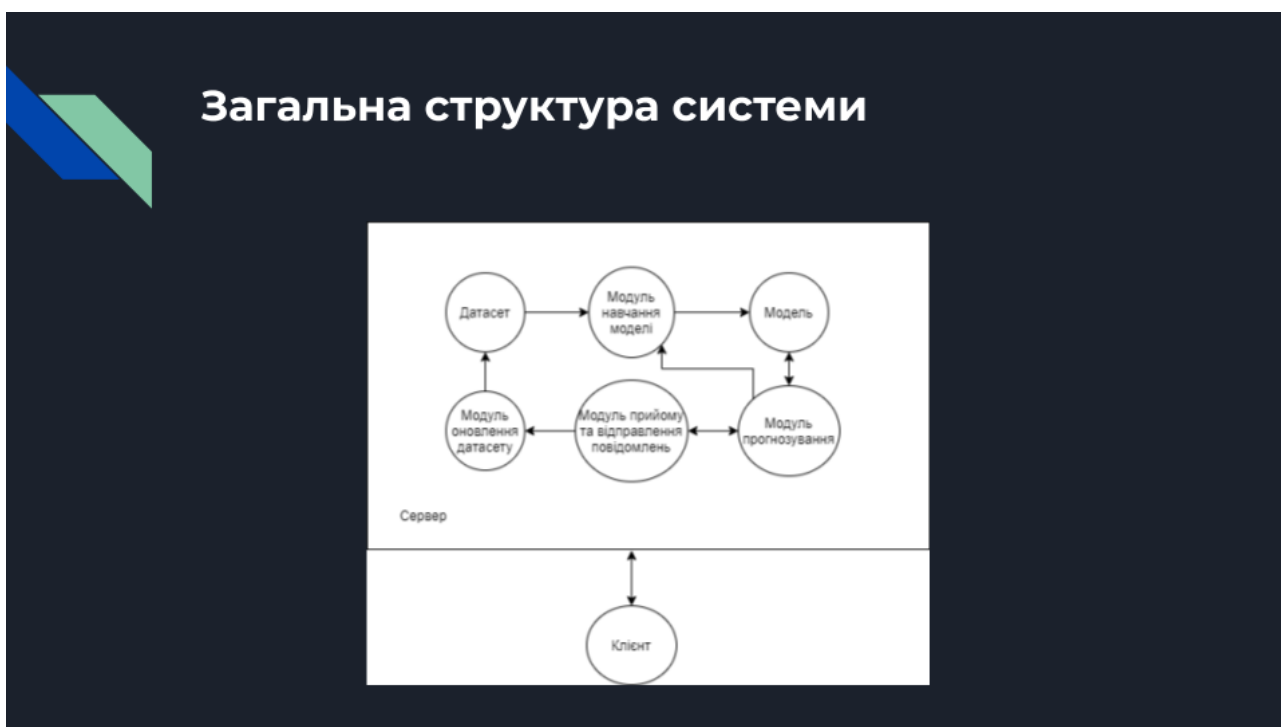 Загальна структура системи
Датасет
Модуль
навчання
моделі
Модель
Модуль
оновлення
датасету
Модуль прийому
та відправлення
повідомлень
Модуль
прогнозування
Сервер
Клієнт